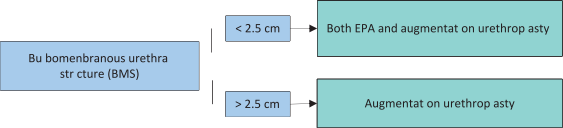 Bu bomenbranous urethra
str cture (BMS)
< 2.5 cm
Both EPA and augmentat on urethrop asty
> 2.5 cm
Augmentat on urethrop asty